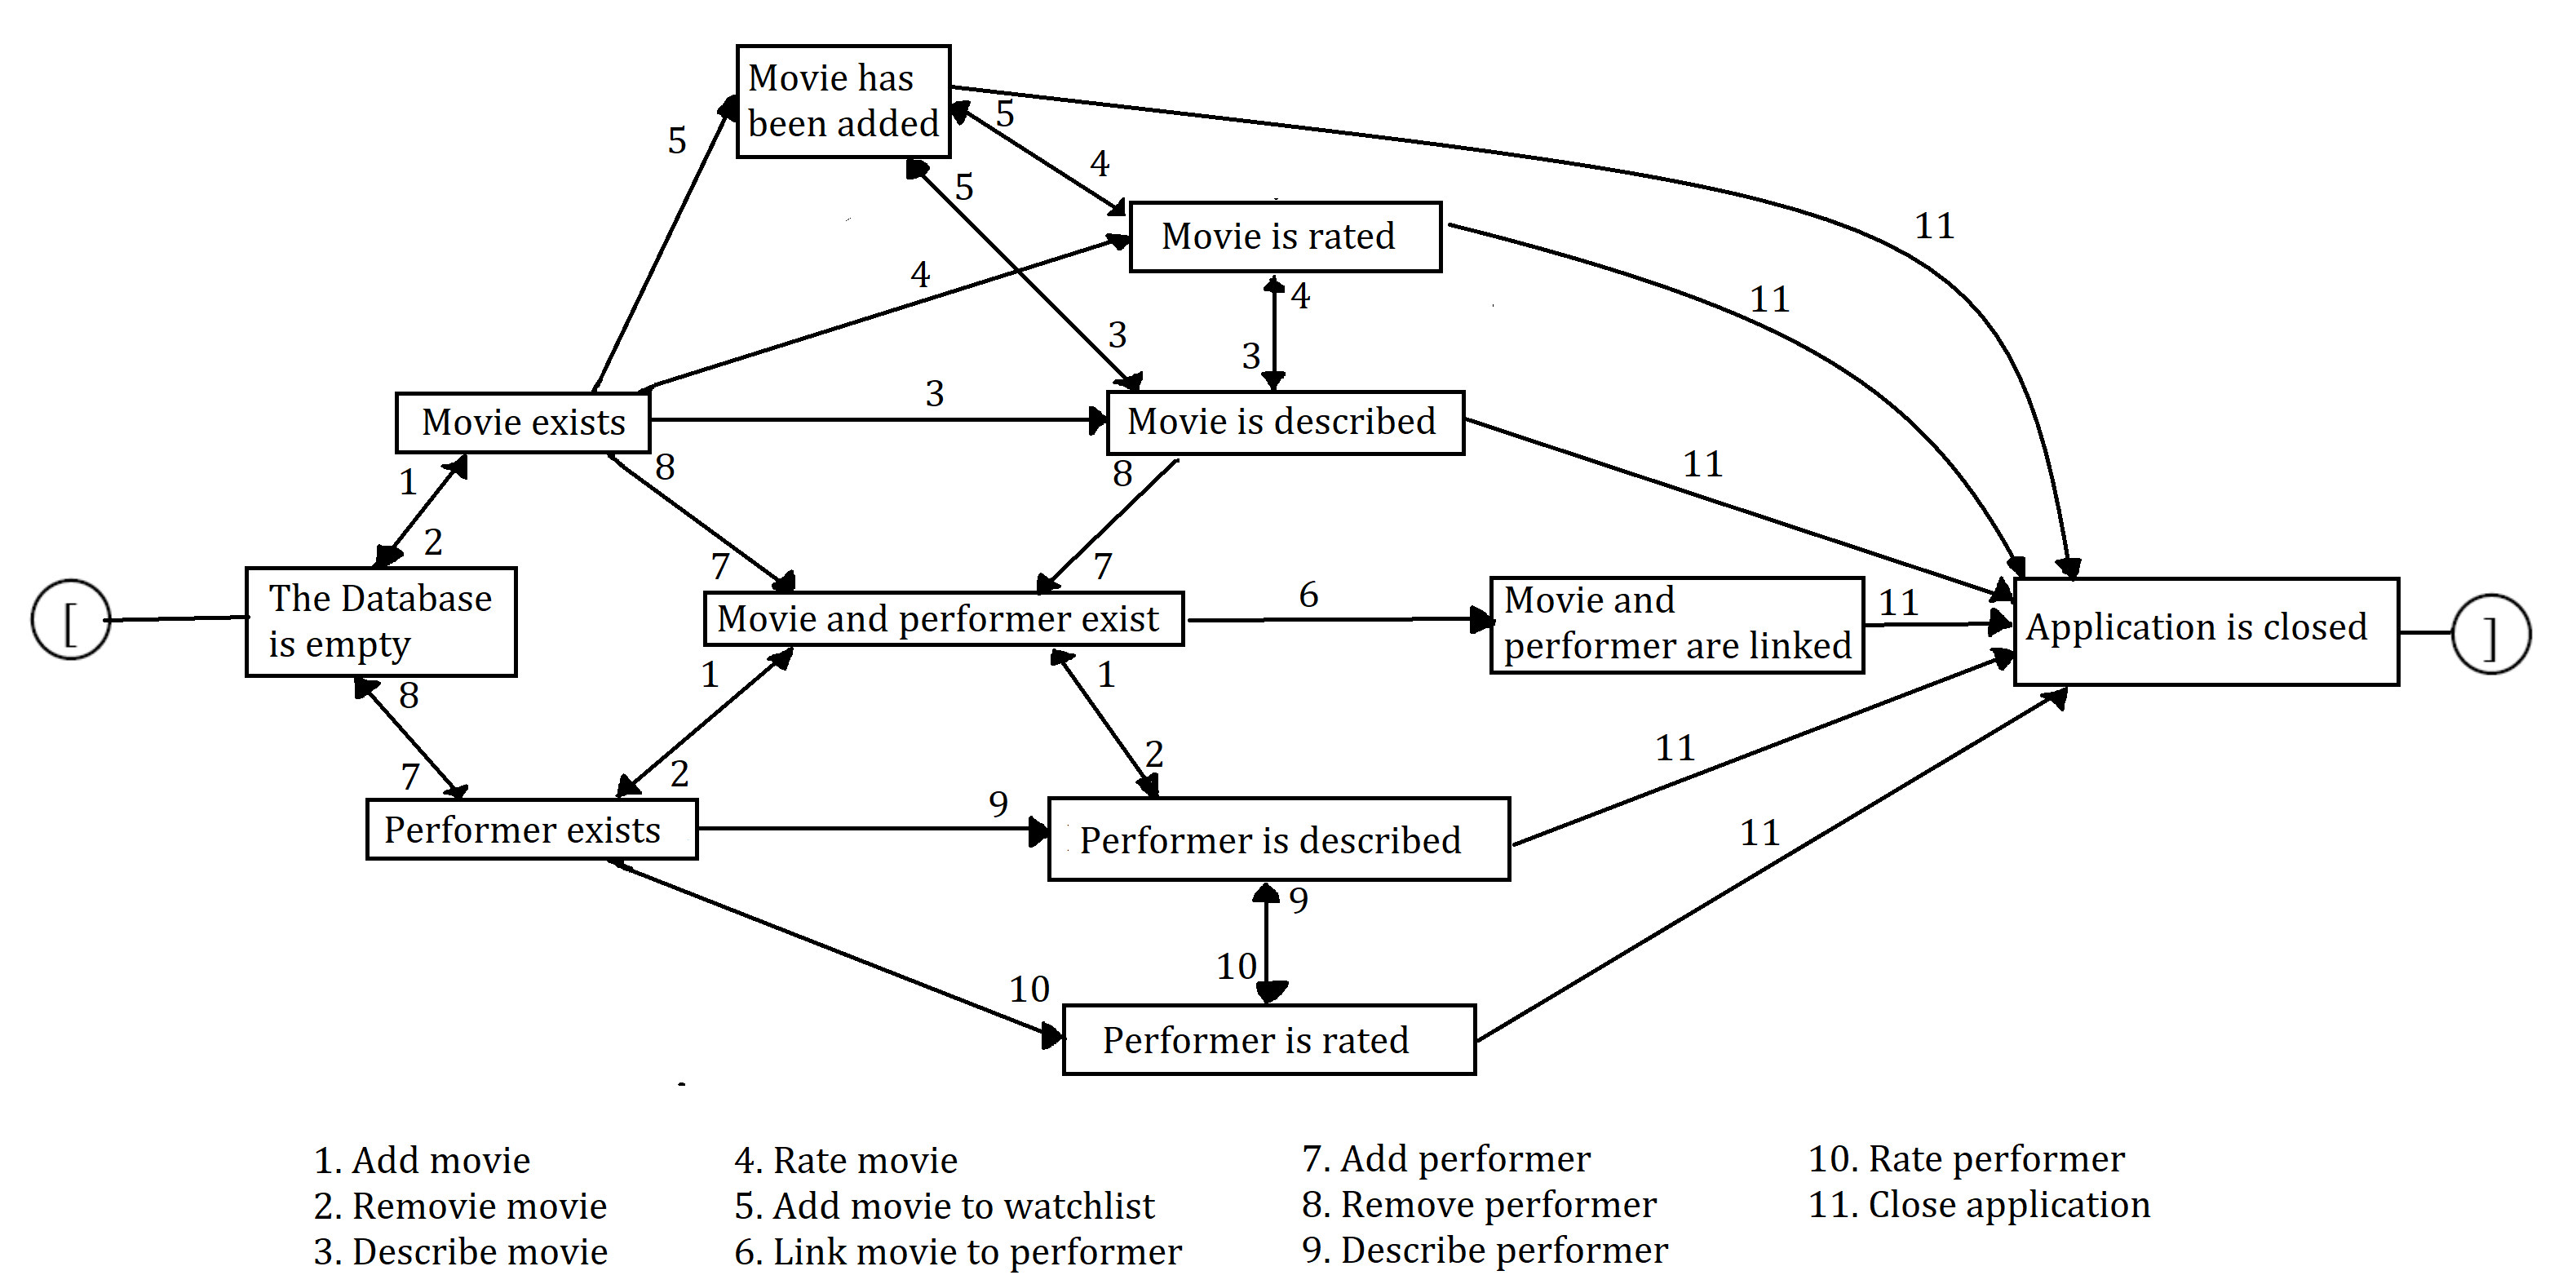 Movie has
been added
5
5
4
5
Movie is rated
11
4
11
4
3
3
3
Movie exists
Movie is described
8
8
11
1
2
7
7
[
The Database
is empty
Movie and performer exist
6
Movie and
performer are linked
11
Application is closed
]
8
1
1
7
2
2
11
Performer exists
9
Performer is described
11
9
10
10
Performer is rated
1. Add movie
2. Removie movie
3. Describe movie
4. Rate movie
5. Add movie to watchlist
6. Link movie to performer
7. Add performer
8. Remove performer
9. Describe performer
10. Rate performer
11. Close application